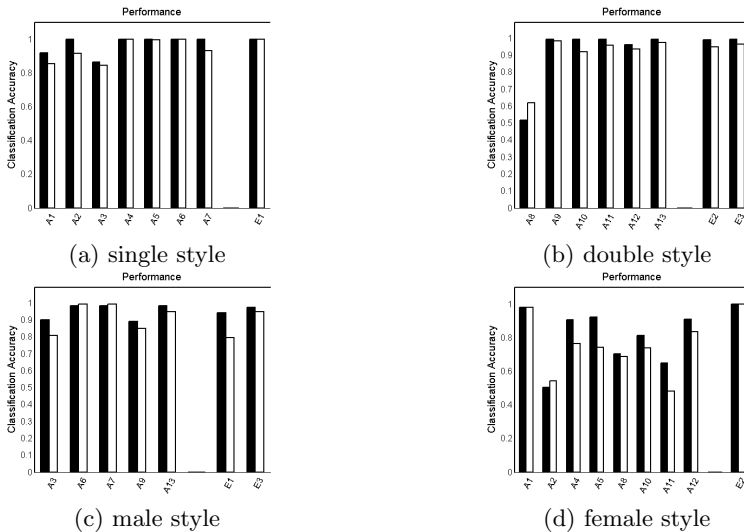 Performance
Classification Accuracy
1
0.8
0.6
0.4
0.2
0
A1 A2 A3 A4 A5 A6 A7 E1
(a) single style
Performance
Classification Accuracy
1
0.9
0.8
0.7
0.6
0.5
0.4
0.3
0.2
0.1
0
A8 A9 A10 A11 A12 A13 E2 E3
(b) double style
Performance
Classification Accuracy
1
0.9
0.8
0.7
0.6
0.5
0.4
0.3
0.2
0.1
0
A3 A6 A7 A9 A13 E1 E3
(c) male style
Performance
Classification Accuracy
1
0.8
0.6
0.4
0.2
0
A1 A2 A4 A5 A8 A10 A11 A12 E2
(d) female style